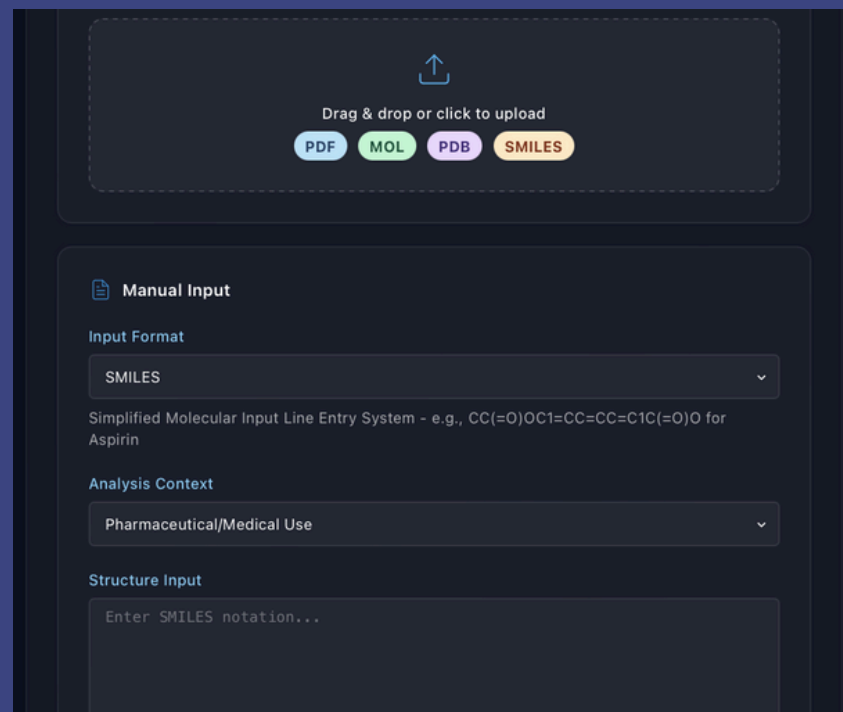 Drag & drop or click to upload
PDF MOL PDB SMILES
Manual Input
Input Format
SMILES
Simplified Molecular Input Line Entry System - e.g., CC(=O)OC1=CC=CC=C1C(=O)O for
Aspirin
Analysis Context
Pharmaceutical/Medical Use
Structure Input
Enter SMILES notation...